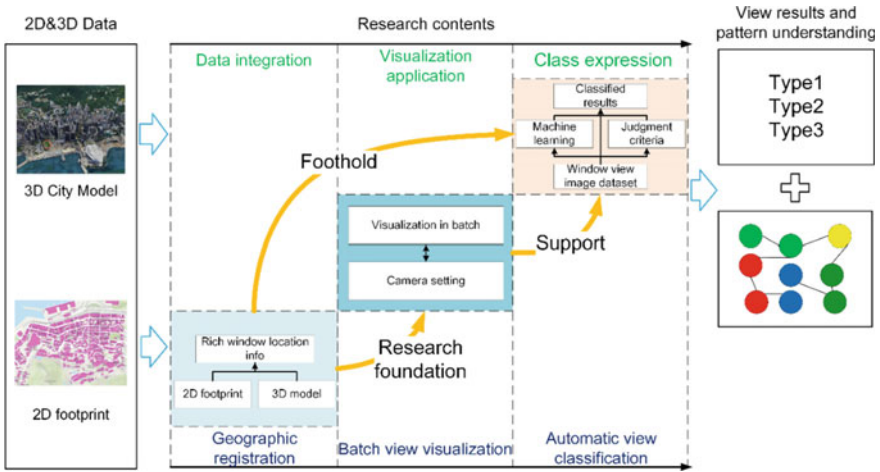 2D&3D Data
Research contents
View results and
pattern understanding
Data integration
Visualization
application
Class expression
3D City Model
2D footprint
Foothold
Classified
results
Machine
learning
Judgment
criteria
Window view
image dataset
Visualization in batch
Camera setting
Support
Rich window location
info
2D footprint
3D model
Research
foundation
Geographic
registration
Batch view visualization
Automatic view
classification
Type1
Type2
Type3